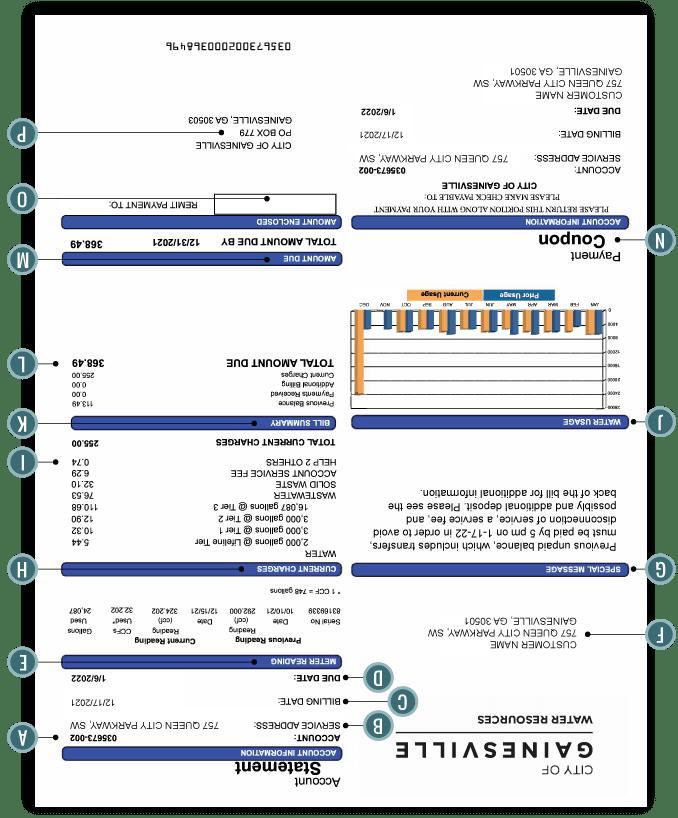 CITY OF
GAINESVILLE
WATER RESOURCES
Account
Statement
ACCOUNT INFORMATION
A
ACCOUNT: 035673-002
B
SERVICE ADDRESS: 757 QUEEN CITY PARKWAY, SW
C
BILLING DATE: 12/17/2021
D
DUE DATE: 1/6/2022
F
CUSTOMER NAME
757 QUEEN CITY PARKWAY, SW
GAINESVILLE, GA 30501
METER READING
E
Previous Reading Current Reading
Serial No Date Reading (ccf) Date Reading (ccf) CCFs Used* Gallons Used
83169339 10/10/21 292.000 12/15/21 324.202 32.202 24,087
* 1 CCF = 748 gallons
G
SPECIAL MESSAGE
Previous unpaid balance, which includes transfers,
must be paid by 5 pm on 1-17-22 in order to avoid
disconnection of service, a service fee, and
possibly and additional deposit. Please see the
back of the bill for additional information.
CURRENT CHARGES
H
WATER
2,000 gallons @ Lifeline Tier 5.44
3,000 gallons @ Tier 1 10.32
3,000 gallons @ Tier 2 12.90
16,087 gallons @ Tier 3 110.68
WASTEWATER 76.53
SOLID WASTE 32.10
ACCOUNT SERVICE FEE 6.29
HELP 2 OTHERS 0.74
I
TOTAL CURRENT CHARGES 255.00
J
WATER USAGE
28000
24000
20000
16000
12000
8000
4000
0
JAN FEB MAR APR MAY JUN JUL AUG SEP OCT NOV DEC
Prior Usage Current Usage
BILL SUMMARY
K
Previous Balance 113.49
Payments Received 0.00
Additional Billing 0.00
Current Charges 255.00
TOTAL AMOUNT DUE 368.49
L
AMOUNT DUE
M
TOTAL AMOUNT DUE BY 12/31/2021 368.49
N
Payment
Coupon
ACCOUNT INFORMATION
PLEASE RETURN THIS PORTION ALONG WITH YOUR PAYMENT
PLEASE MAKE CHECK PAYABLE TO:
CITY OF GAINESVILLE
ACCOUNT: 035673-002
SERVICE ADDRESS: 757 QUEEN CITY PARKWAY, SW
BILLING DATE: 12/17/2021
DUE DATE: 1/6/2022
CUSTOMER NAME
757 QUEEN CITY PARKWAY, SW
GAINESVILLE, GA 30501
AMOUNT ENCLOSED
REMIT PAYMENT TO:
O
CITY OF GAINESVILLE
PO BOX 779
GAINESVILLE, GA 30503
P
035673002000368496